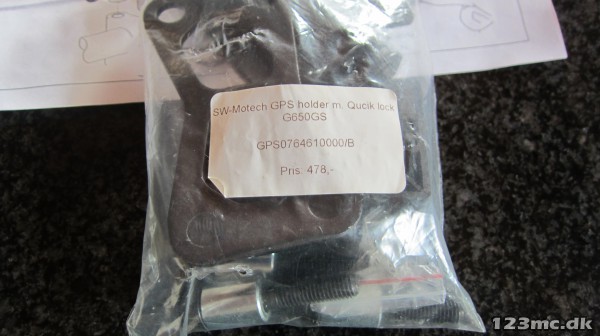 SW-Motech GPS holder m. Qucik lock
G650GS
GPS0764610000/B
Pris. 478,-
123mc.dk